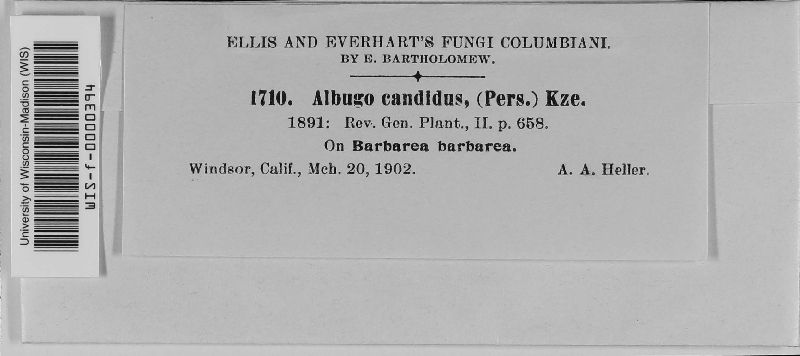 ELLIS AND EVERHART'S FUNGI COLUMBIANI.
BY E. BARTHOLOMEW.
1710. Albugo candidus, (Pers.) Kze.
1891: Rev. Gen. Plant., II. p. 658.
On Barbarea barbarea.
Windsor, Calif., Mch. 20, 1902. A. A. Heller.
University of Wisconsin-Madison (WIS)
WIS-f-0000394